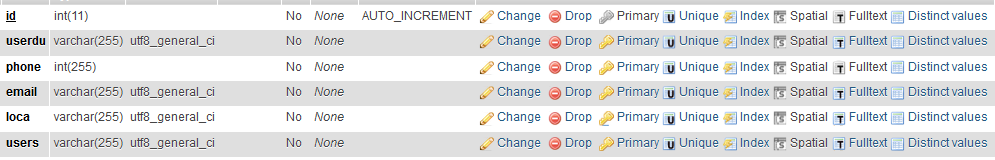 id int(11) No None AUTO_INCREMENT Change Drop Primary Unique Index Spatial Fulltext Distinct values
userdu varchar(255) utf8_general_ci No None Change Drop Primary Unique Index Spatial Fulltext Distinct values
phone int(255) No None Change Drop Primary Unique Index Spatial Fulltext Distinct values
email varchar(255) utf8_general_ci No None Change Drop Primary Unique Index Spatial Fulltext Distinct values
loca varchar(255) utf8_general_ci No None Change Drop Primary Unique Index Spatial Fulltext Distinct values
users varchar(255) utf8_general_ci No None Change Drop Primary Unique Index Spatial Fulltext Distinct values